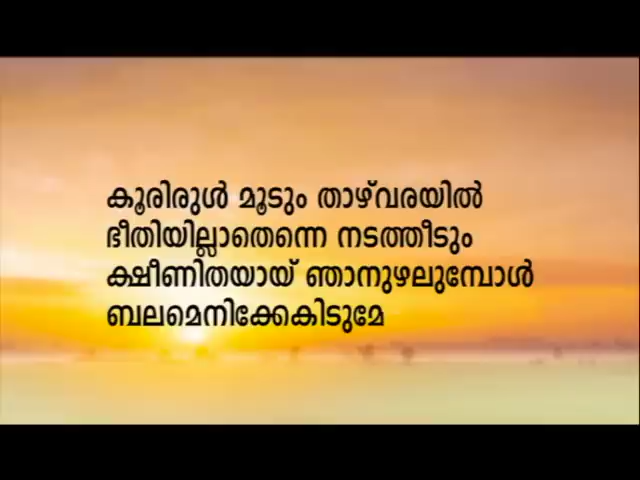 കൂരിരുൾ മൂടും താഴ്‌വരയിൽ
ഭീതിയില്ലാതെന്നെ നടത്തീടും
ക്ഷീണിതയായ് ഞാനുഴലുമ്പോൾ
ബലമെനിക്കേകിടുമേ